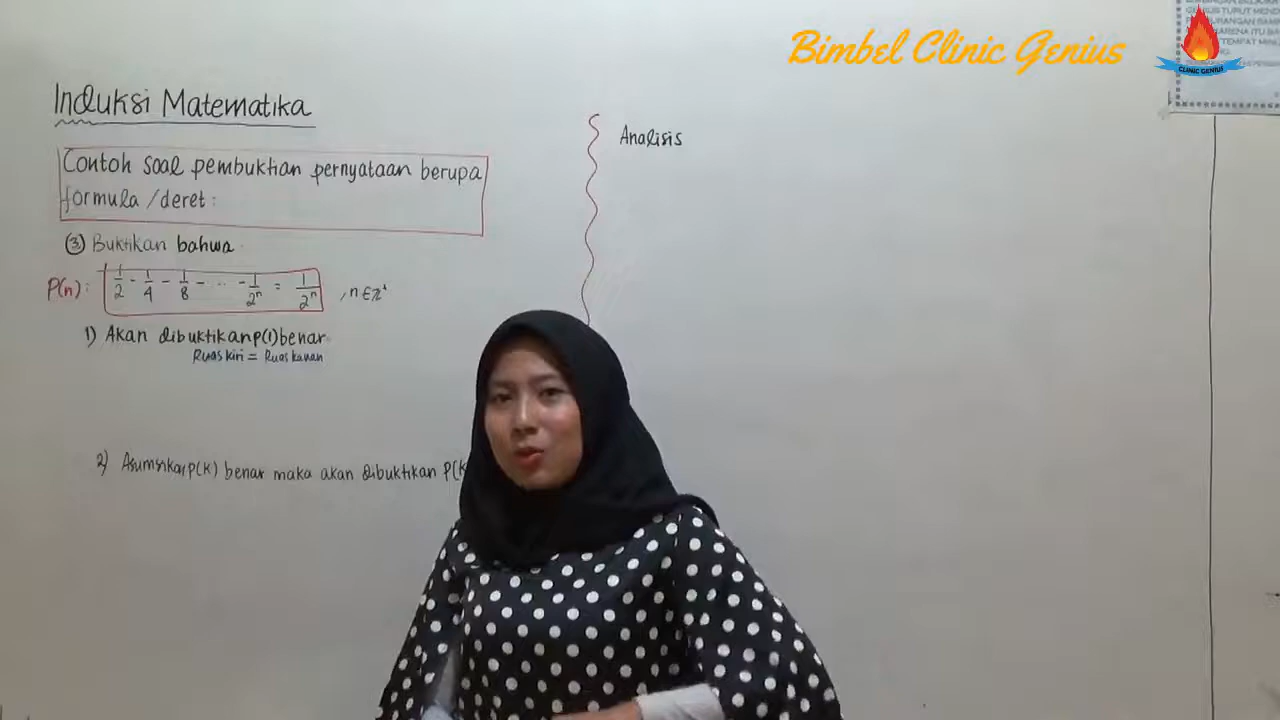 Bimbel Clinic Genius
CLINIC GENIUS
Induksi Matematika
Contoh soal pembuktian pernyataan berupa
formula / deret :
③ Buktikan bahwa
P(n) : 1/2 - 1/4 - 1/8 - ... - 1/2ⁿ = 1/2ⁿ , n ∈ Z⁺
1) Akan dibuktikan p(1) benar
Ruas kiri = Ruas kanan
2) Asumsikan p(k) benar maka akan dibuktikan p(k
Analisis